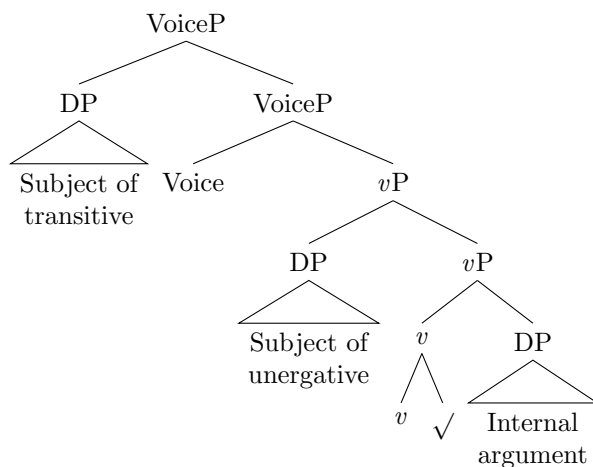 VoiceP
DP VoiceP
Subject of
transitive
Voice vP
DP vP
Subject of
unergative
v DP
v √
Internal
argument